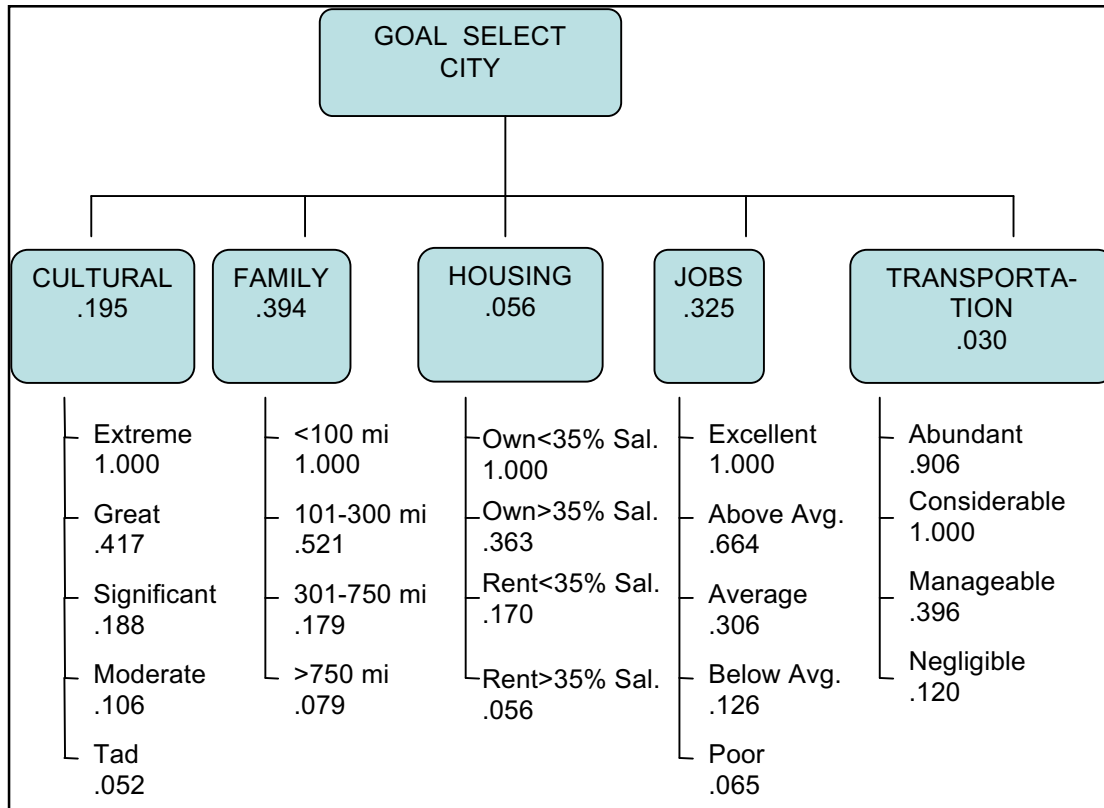 GOAL SELECT
CITY
CULTURAL
.195
FAMILY
.394
HOUSING
.056
JOBS
.325
TRANSPORTA-
TION
.030
Extreme
1.000
Great
.417
Significant
.188
Moderate
.106
Tad
.052
<100 mi
1.000
101-300 mi
.521
301-750 mi
.179
>750 mi
.079
Own<35% Sal.
1.000
Own>35% Sal.
.363
Rent<35% Sal.
.170
Rent>35% Sal.
.056
Excellent
1.000
Above Avg.
.664
Average
.306
Below Avg.
.126
Poor
.065
Abundant
.906
Considerable
1.000
Manageable
.396
Negligible
.120